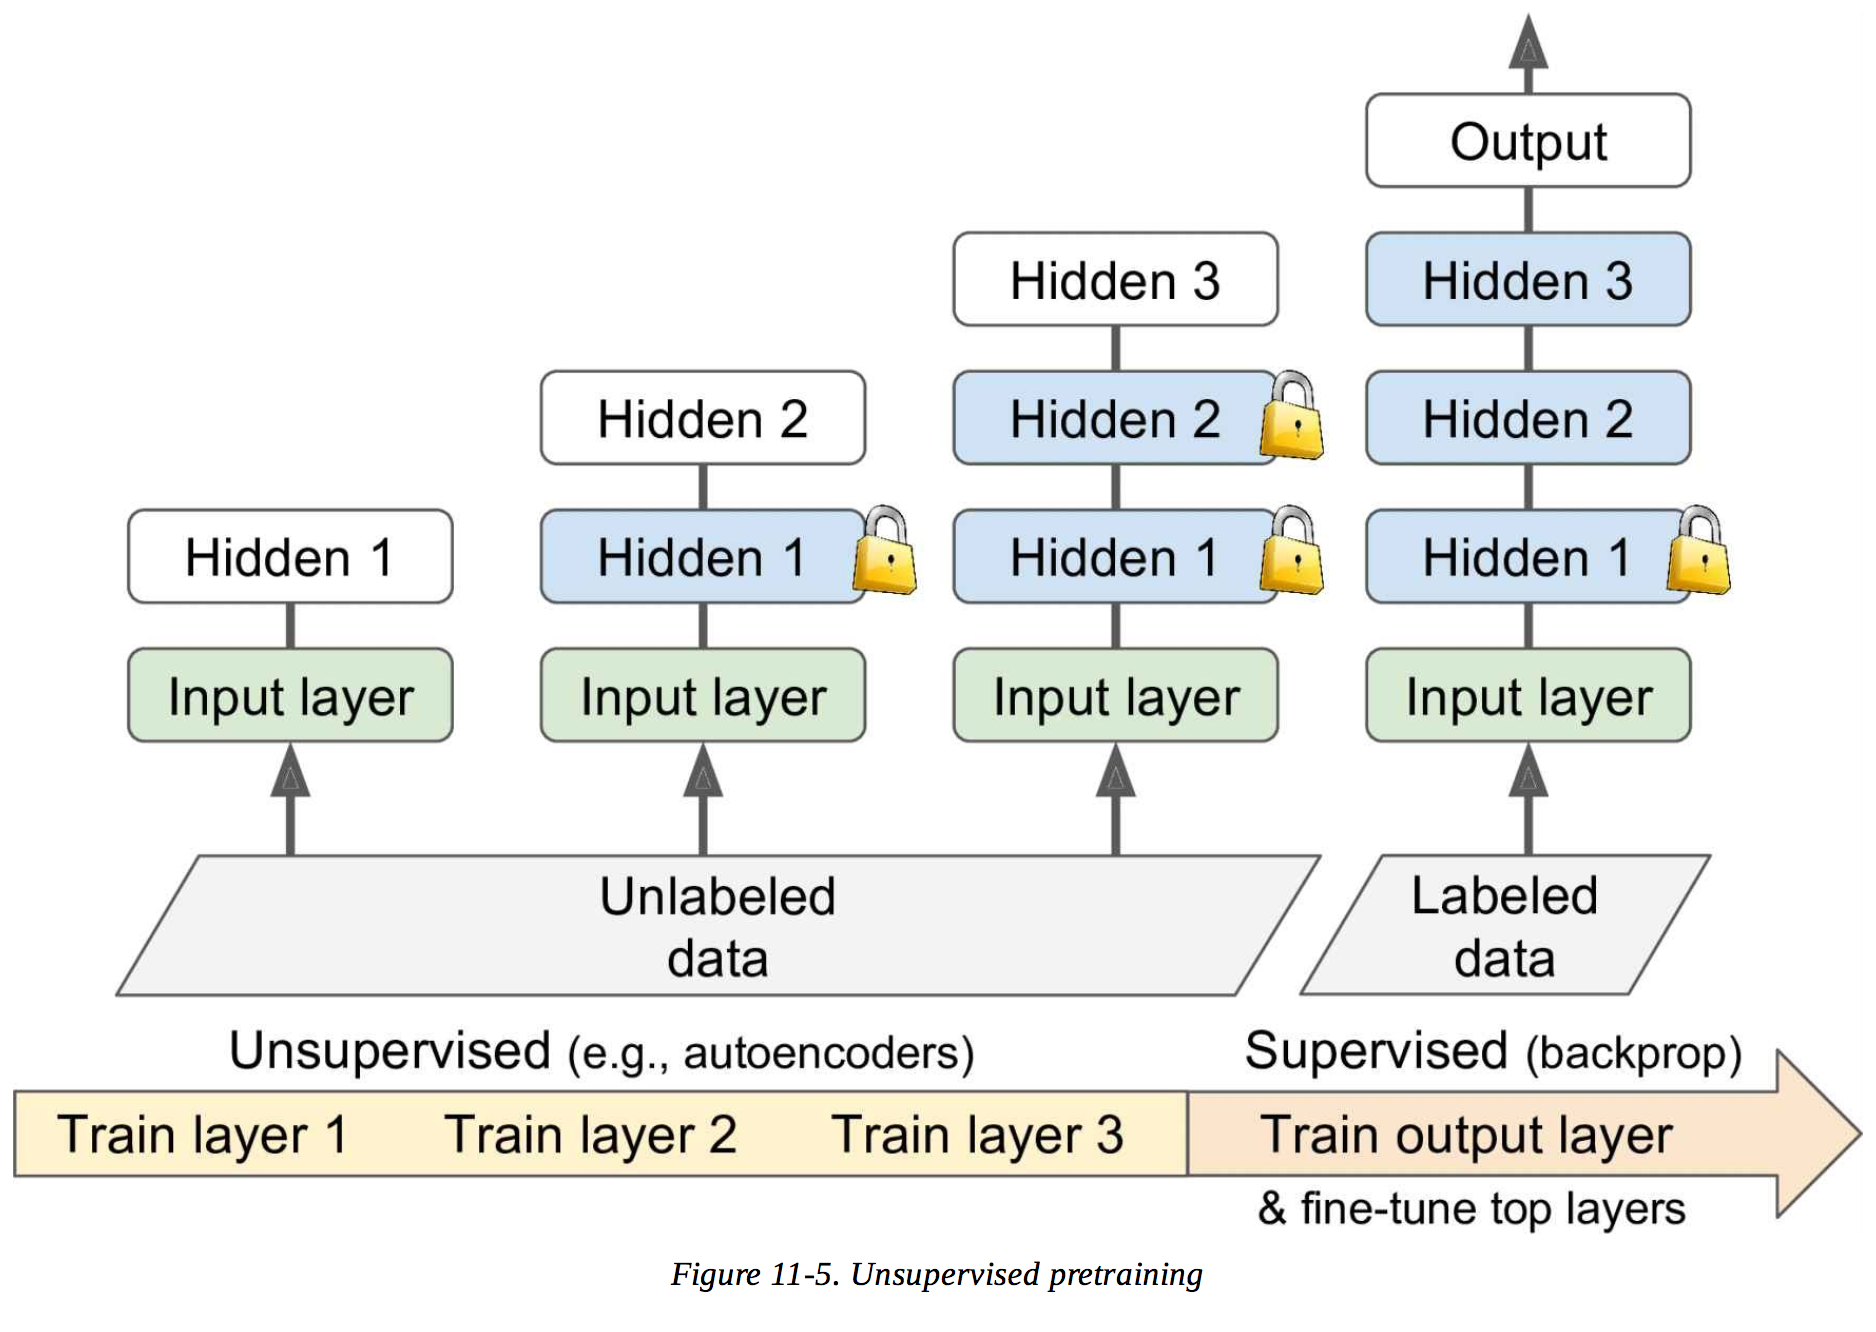 Output
Hidden 3
Hidden 3
Hidden 2
Hidden 2
Hidden 2
Hidden 1
Hidden 1
Hidden 1
Hidden 1
Input layer
Input layer
Input layer
Input layer
Unlabeled
data
Labeled
data
Unsupervised (e.g., autoencoders)
Supervised (backprop)
Train layer 1
Train layer 2
Train layer 3
Train output layer
& fine-tune top layers
Figure 11-5. Unsupervised pretraining